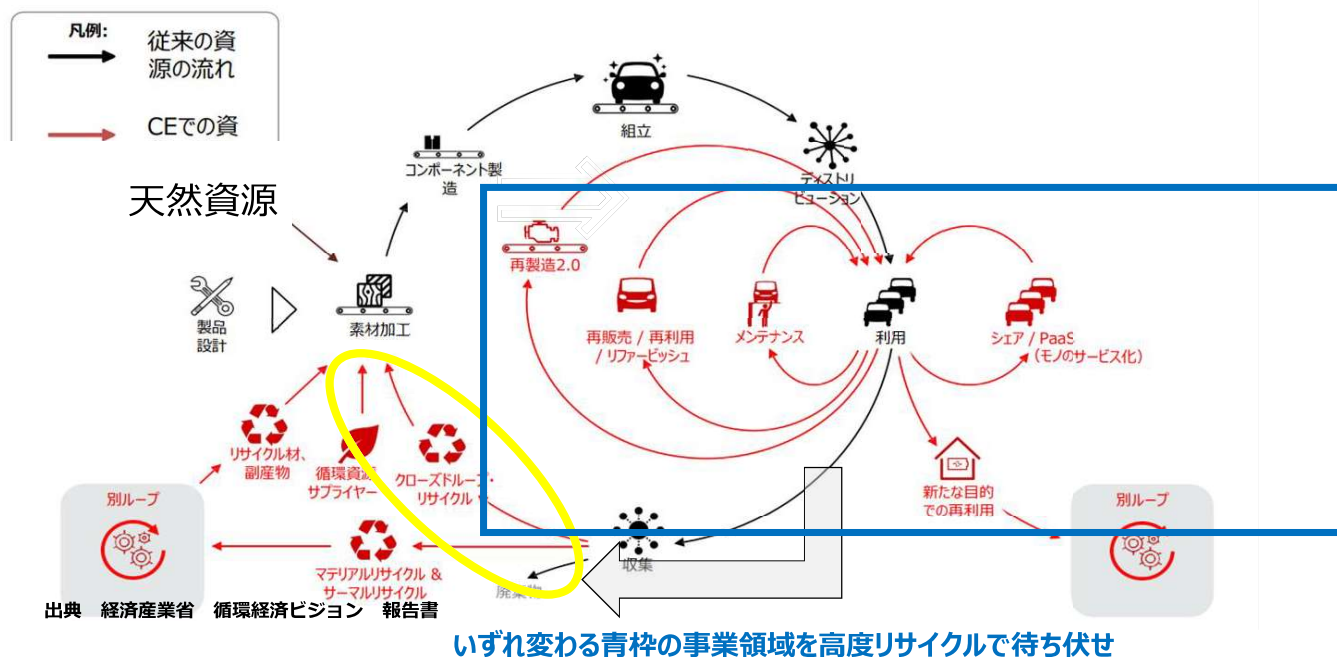 凡例:
従来の資
源の流れ
CEでの資
天然資源
組立
コンポーネント製
造
ディストリ
ビューション
再製造2.0
製品
設計
素材加工
再販売 / 再利用
/ リファービッシュ
メンテナンス
利用
シェア / PaaS
（モノのサービス化）
リサイクル材、
副産物
循環資源
サプライヤー
クローズドループ・
リサイクル
新たな目的
での再利用
別ループ
別ループ
収集
マテリアルリサイクル &
サーマルリサイクル
廃棄物
出典　経済産業省　循環経済ビジョン　報告書
いずれ変わる青枠の事業領域を高度リサイクルで待ち伏せ